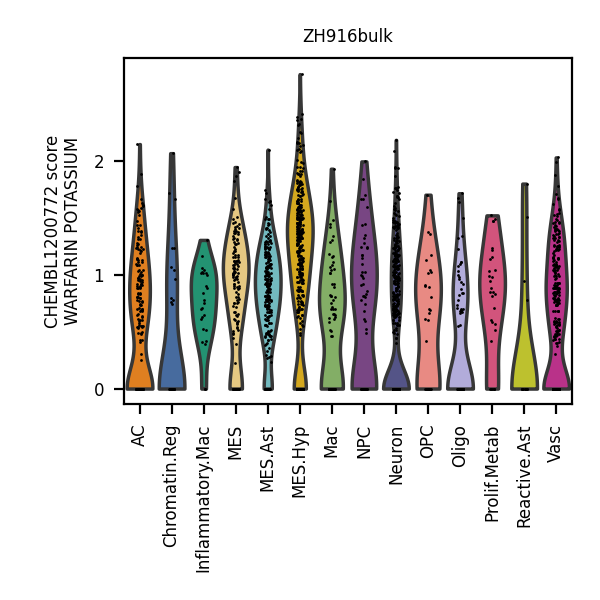 ZH916bulk
CHEMBL1200772 score
WARFARIN POTASSIUM
2
1
0
AC
Chromatin.Reg
Inflammatory.Mac
MES
MES.Ast
MES.Hyp
Mac
NPC
Neuron
OPC
Oligo
Prolif.Metab
Reactive.Ast
Vasc